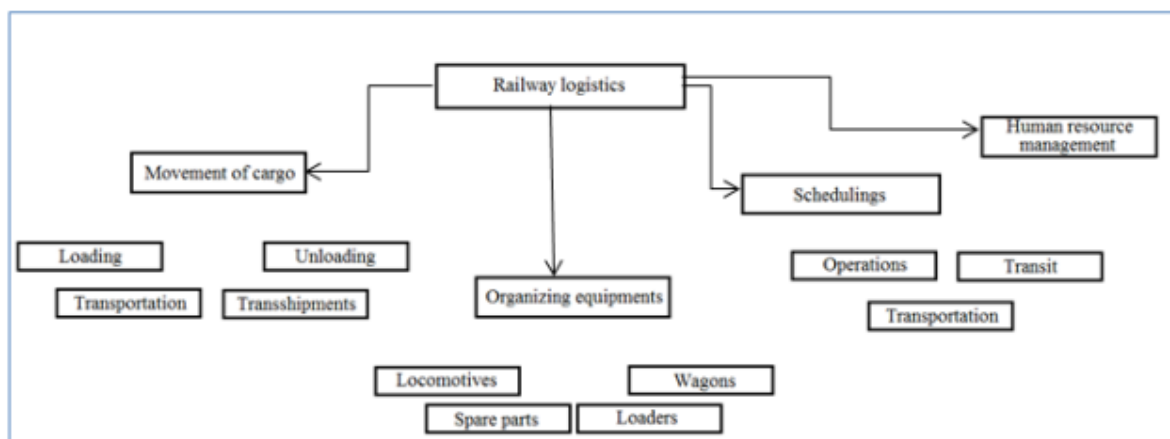 Railway logistics
Human resource
management
Movement of cargo
Schedulings
Loading
Unloading
Operations
Transit
Transportation
Transshipments
Organizing equipments
Transportation
Locomotives
Wagons
Spare parts
Loaders